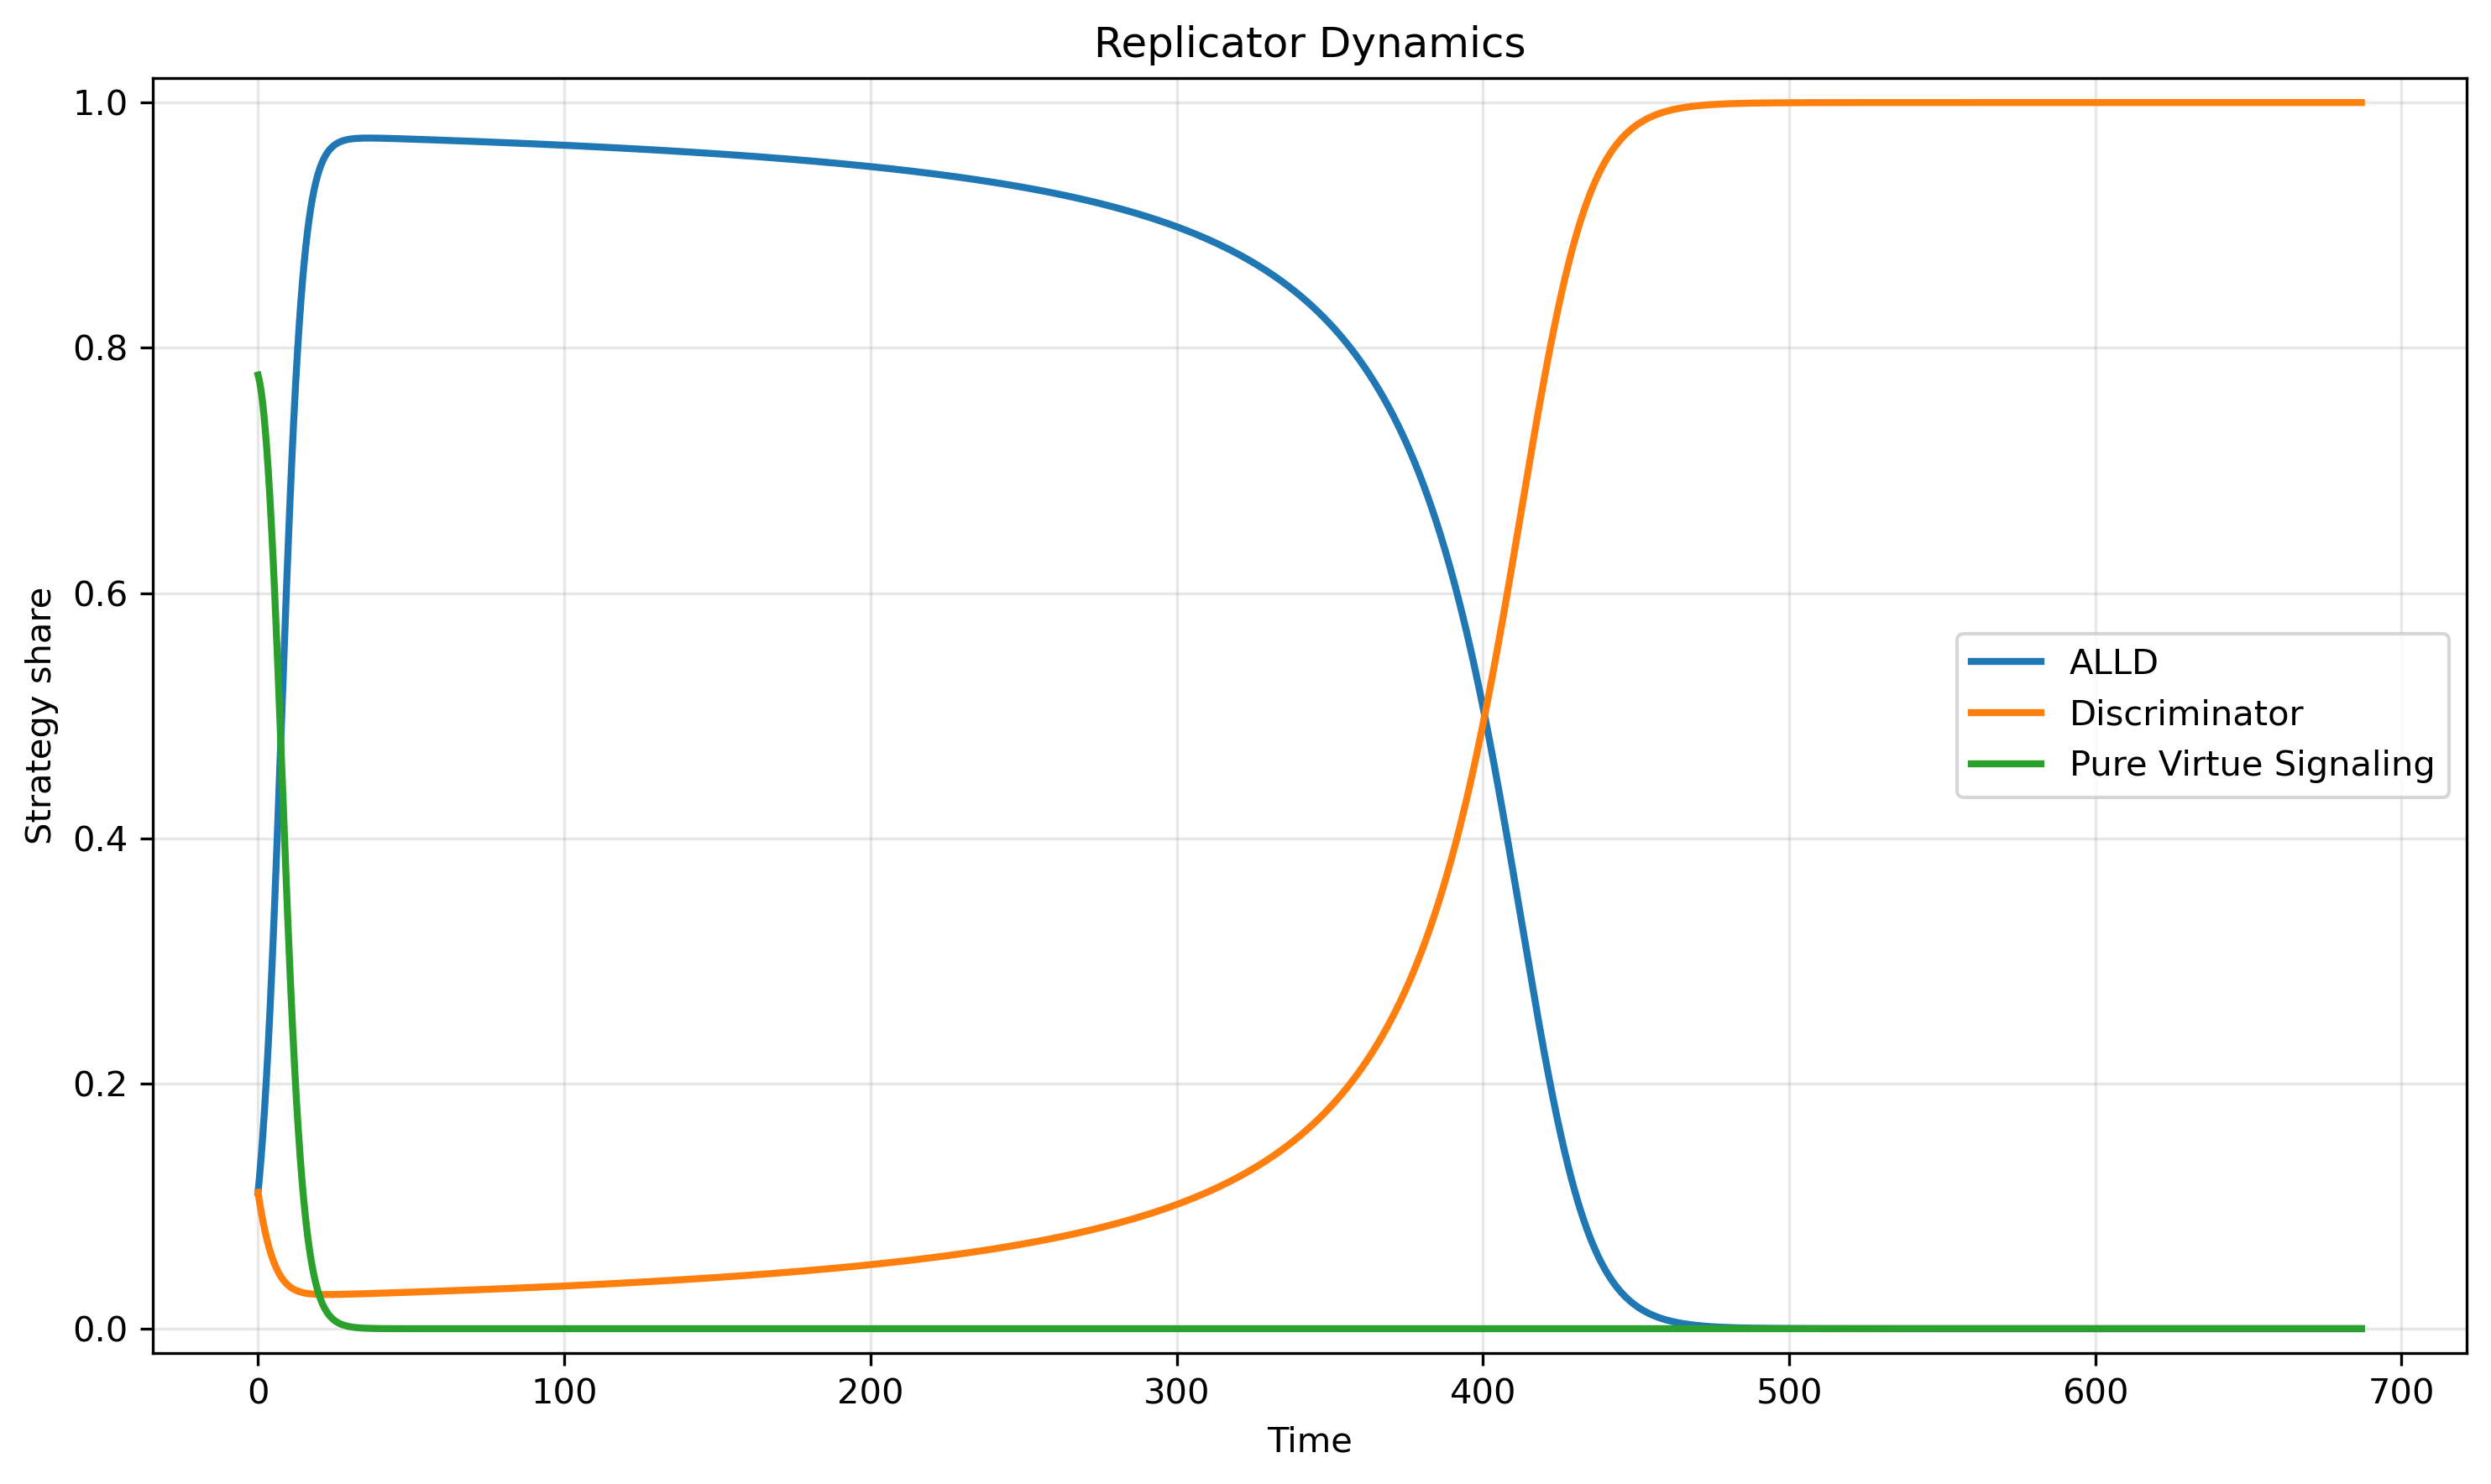 Replicator Dynamics
Strategy share
1.0
0.8
0.6
0.4
0.2
0.0
ALLD
Discriminator
Pure Virtue Signaling
0 100 200 300 400 500 600 700
Time